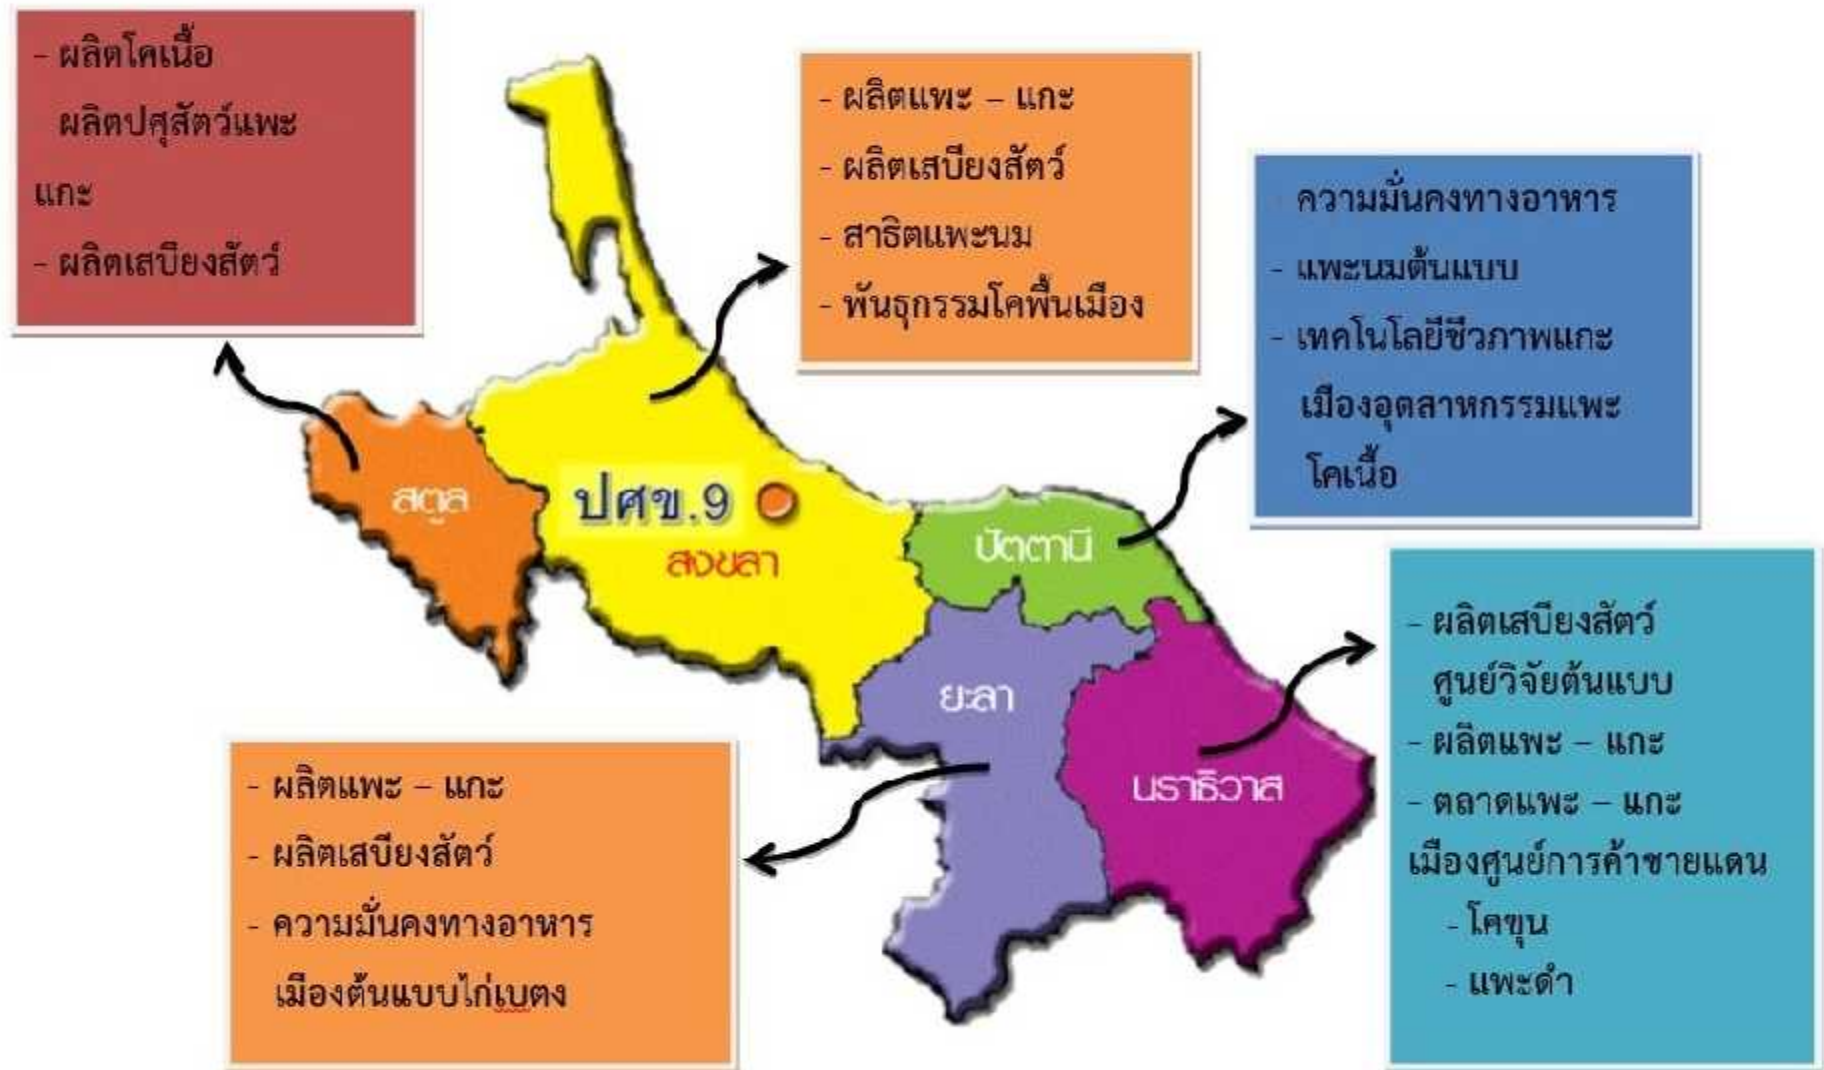 - ผลิตโคเนื้อ
ผลิตปศุสัตว์แพะ
แกะ
- ผลิตเสบียงสัตว์
- ผลิตแพะ – แกะ
- ผลิตเสบียงสัตว์
- สาธิตแพะนม
- พันธุกรรมโคพื้นเมือง
ความมั่นคงทางอาหาร
- แพะนมต้นแบบ
- เทคโนโลยีชีวภาพแกะ
เมืองอุตสาหกรรมแพะ
โคเนื้อ
สตูล
ปศข.9
สงขลา
ปัตตานี
ยะลา
นราธิวาส
- ผลิตเสบียงสัตว์
ศูนย์วิจัยต้นแบบ
- ผลิตแพะ – แกะ
- ตลาดแพะ – แกะ
เมืองศูนย์การค้าชายแดน
- โคขุน
- แพะดำ
- ผลิตแพะ – แกะ
- ผลิตเสบียงสัตว์
- ความมั่นคงทางอาหาร
เมืองต้นแบบไก่เบตง